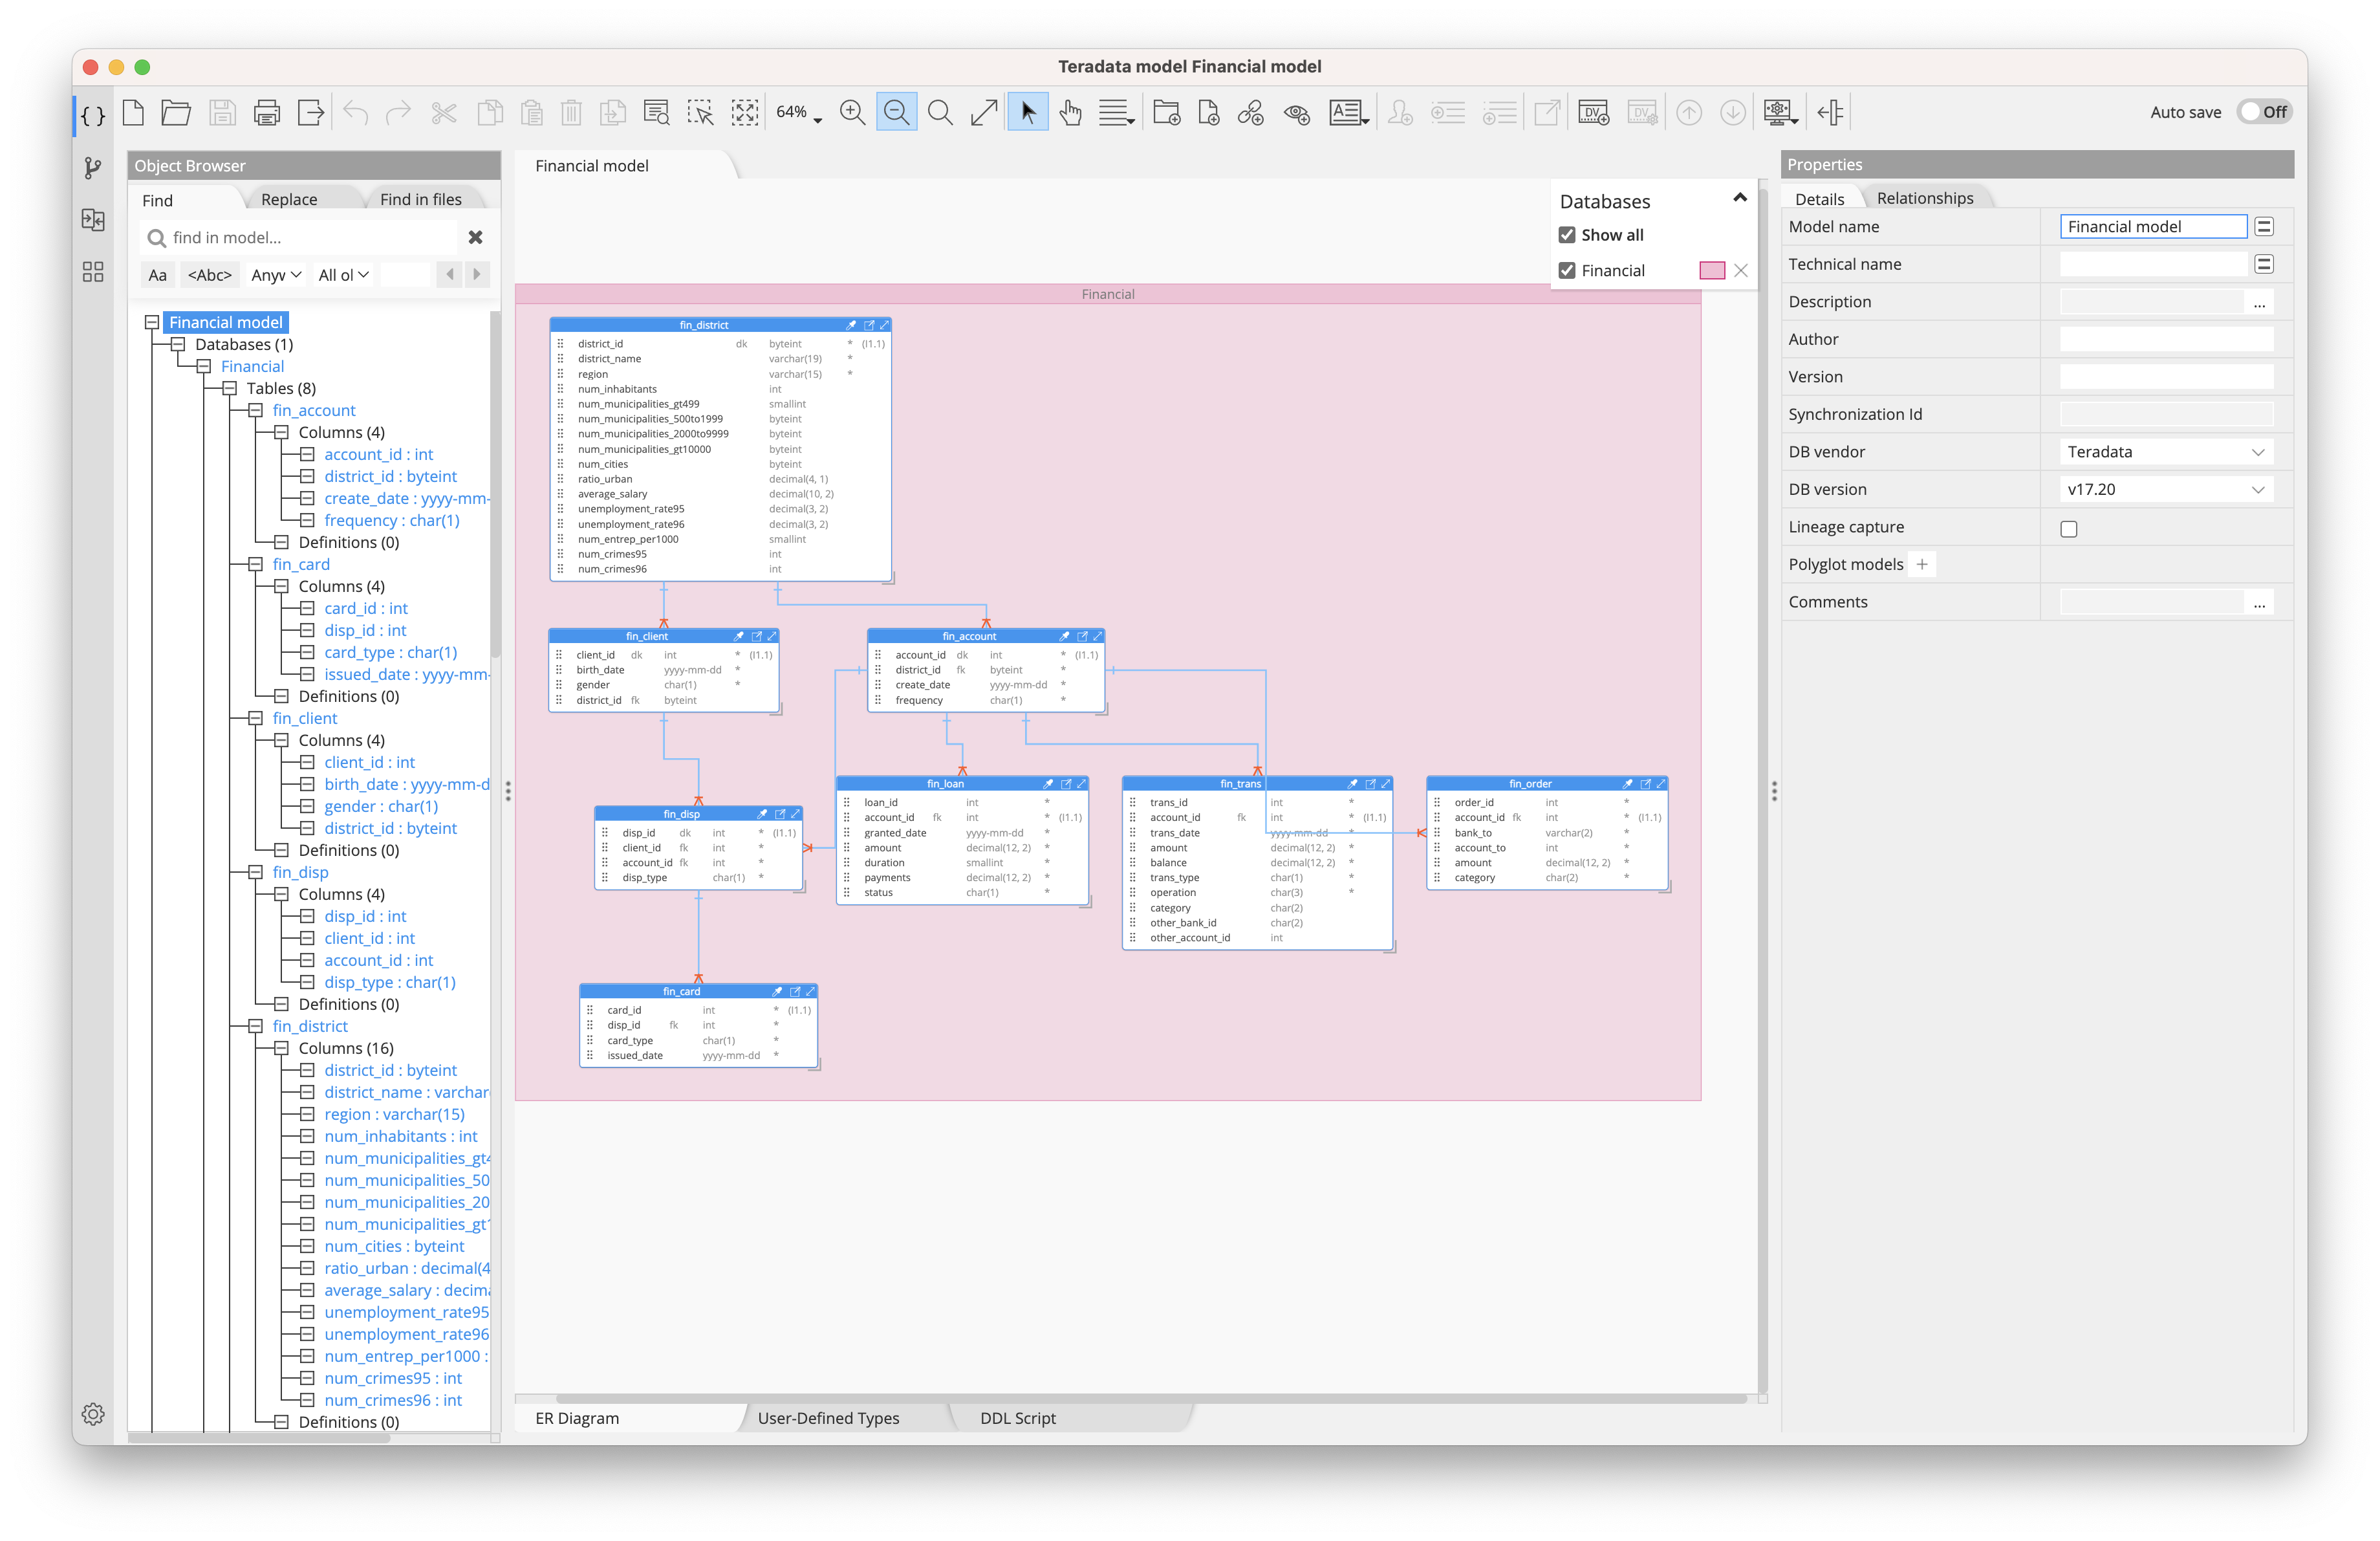 Teradata model Financial model
64%
Auto save
Off
Object Browser
Find
Replace
Find in files
find in model...
Aa
<Abc>
Anyw
All ol
Financial model
Databases (1)
Financial
Tables (8)
fin_account
Columns (4)
account_id : int
district_id : byteint
create_date : yyyy-mm-
frequency : char(1)
Definitions (0)
fin_card
Columns (4)
card_id : int
disp_id : int
card_type : char(1)
issued_date : yyyy-mm-
Definitions (0)
fin_client
Columns (4)
client_id : int
birth_date : yyyy-mm-d
gender : char(1)
district_id : byteint
Definitions (0)
fin_disp
Columns (4)
disp_id : int
client_id : int
account_id : int
disp_type : char(1)
Definitions (0)
fin_district
Columns (16)
district_id : byteint
district_name : varchar
region : varchar(15)
num_inhabitants : int
num_municipalities_gt4
num_municipalities_50
num_municipalities_20
num_municipalities_gt1
num_cities : byteint
ratio_urban : decimal(4
average_salary : decima
unemployment_rate95
unemployment_rate96
num_entrep_per1000 :
num_crimes95 : int
num_crimes96 : int
Definitions (0)
Financial model
Databases
Show all
Financial
Financial
fin_district
district_id dk byteint * (I1.1)
district_name varchar(19) *
region varchar(15) *
num_inhabitants int
num_municipalities_gt499 smallint
num_municipalities_500to1999 byteint
num_municipalities_2000to9999 byteint
num_municipalities_gt10000 byteint
num_cities byteint
ratio_urban decimal(4, 1)
average_salary decimal(10, 2)
unemployment_rate95 decimal(3, 2)
unemployment_rate96 decimal(3, 2)
num_entrep_per1000 smallint
num_crimes95 int
num_crimes96 int
fin_client
client_id dk int * (I1.1)
birth_date yyyy-mm-dd *
gender char(1) *
district_id fk byteint
fin_account
account_id dk int * (I1.1)
district_id fk byteint *
create_date yyyy-mm-dd *
frequency char(1) *
fin_disp
disp_id dk int * (I1.1)
client_id fk int *
account_id fk int *
disp_type char(1) *
fin_loan
loan_id int *
account_id fk int * (I1.1)
granted_date yyyy-mm-dd *
amount decimal(12, 2) *
duration smallint *
payments decimal(12, 2) *
status char(1) *
fin_trans
trans_id int *
account_id fk int * (I1.1)
trans_date yyyy-mm-dd *
amount decimal(12, 2) *
balance decimal(12, 2) *
trans_type char(1) *
operation char(3) *
category char(2)
other_bank_id char(2)
other_account_id int
fin_order
order_id int *
account_id fk int * (I1.1)
bank_to varchar(2) *
account_to int *
amount decimal(12, 2) *
category char(2) *
fin_card
card_id int * (I1.1)
disp_id fk int *
card_type char(1) *
issued_date yyyy-mm-dd *
ER Diagram
User-Defined Types
DDL Script
Properties
Details
Relationships
Model name Financial model
Technical name
Description ...
Author
Version
Synchronization Id
DB vendor Teradata
DB version v17.20
Lineage capture
Polyglot models +
Comments ...